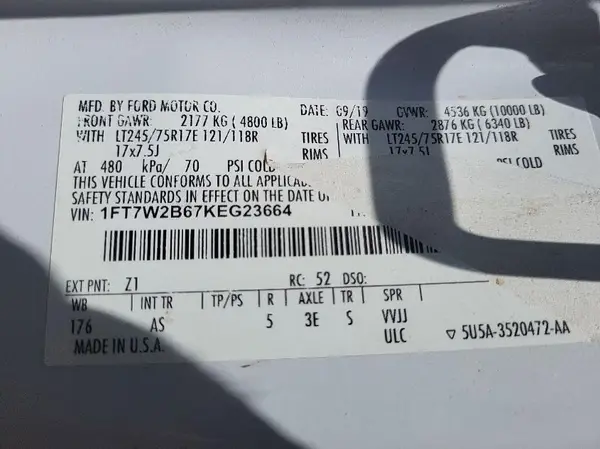 MFD. BY FORD MOTOR CO. DATE: 09/19 GVWR: 4536 KG (10000 LB)
FRONT GAWR: 2177 KG (4800 LB) REAR GAWR: 2876 KG (6340 LB)
WITH LT245/75R17E 121/118R TIRES WITH LT245/75R17E 121/118R TIRES
17x7.5J RIMS 17x7.5J RIMS
AT 480 kPa/ 70 PSI COLD PSI COLD
THIS VEHICLE CONFORMS TO ALL
SAFETY STANDARDS IN EFFECT ON THE DATE
VIN: 1FT7W2B67KEG23664
EXT PNT: Z1 RC: 52 DSO:
WB INT TR TP/PS R AXLE TR SPR
176 AS 5 3E S VVJJ
MADE IN U.S.A. ULC ▽ 5U5A-3520472-AA